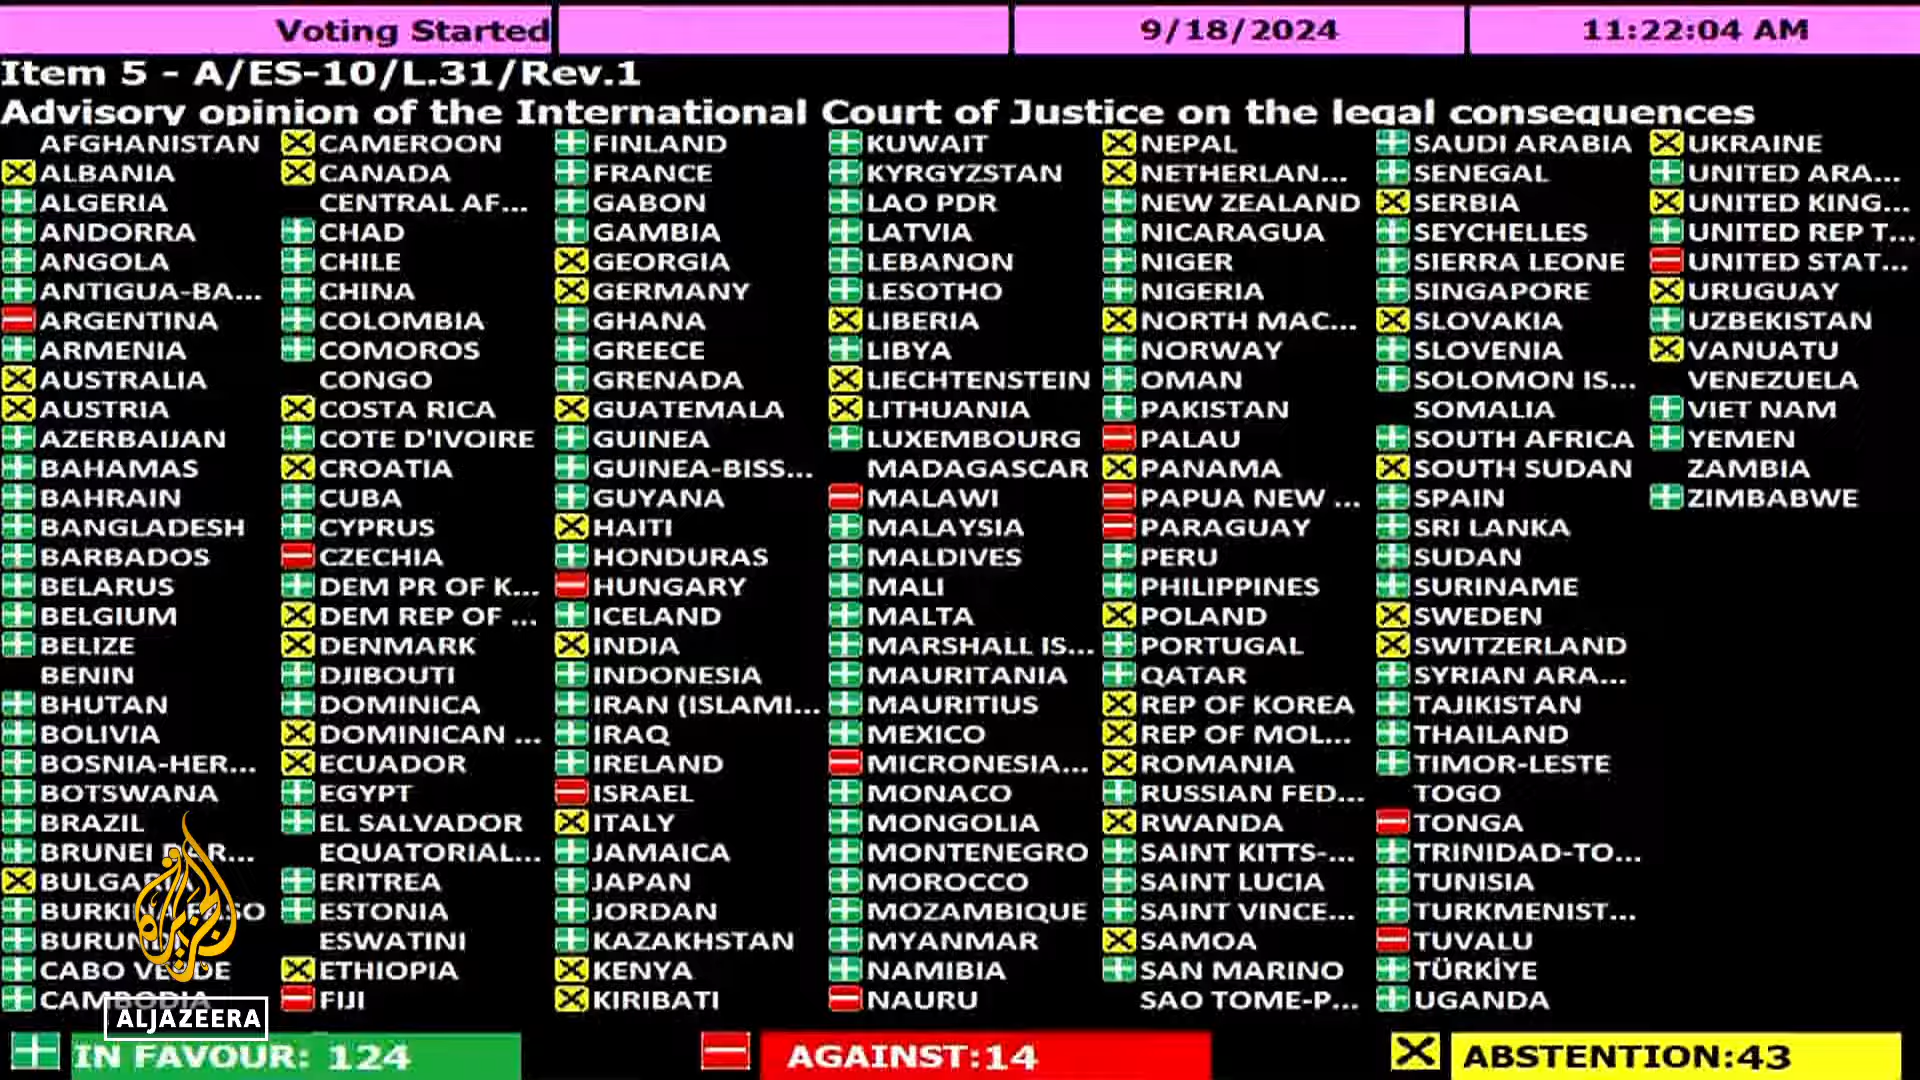 Voting Started 9/18/2024 11:22:04 AM
Item 5 - A/ES-10/L.31/Rev.1
Advisory opinion of the International Court of Justice on the legal consequences
AFGHANISTAN CAMEROON FINLAND KUWAIT NEPAL SAUDI ARABIA UKRAINE
ALBANIA CANADA FRANCE KYRGYZSTAN NETHERLAN... SENEGAL UNITED ARA...
ALGERIA CENTRAL AF... GABON LAO PDR NEW ZEALAND SERBIA UNITED KING...
ANDORRA CHAD GAMBIA LATVIA NICARAGUA SEYCHELLES UNITED REP T...
ANGOLA CHILE GEORGIA LEBANON NIGER SIERRA LEONE UNITED STAT...
ANTIGUA-BA... CHINA GERMANY LESOTHO NIGERIA SINGAPORE URUGUAY
ARGENTINA COLOMBIA GHANA LIBERIA NORTH MAC... SLOVAKIA UZBEKISTAN
ARMENIA COMOROS GREECE LIBYA NORWAY SLOVENIA VANUATU
AUSTRALIA CONGO GRENADA LIECHTENSTEIN OMAN SOLOMON IS... VENEZUELA
AUSTRIA COSTA RICA GUATEMALA LITHUANIA PAKISTAN SOMALIA VIET NAM
AZERBAIJAN COTE D'IVOIRE GUINEA LUXEMBOURG PALAU SOUTH AFRICA YEMEN
BAHAMAS CROATIA GUINEA-BISS... MADAGASCAR PANAMA SOUTH SUDAN ZAMBIA
BAHRAIN CUBA GUYANA MALAWI PAPUA NEW ... SPAIN ZIMBABWE
BANGLADESH CYPRUS HAITI MALAYSIA PARAGUAY SRI LANKA
BARBADOS CZECHIA HONDURAS MALDIVES PERU SUDAN
BELARUS DEM PR OF K... HUNGARY MALI PHILIPPINES SURINAME
BELGIUM DEM REP OF ... ICELAND MALTA POLAND SWEDEN
BELIZE DENMARK INDIA MARSHALL IS... PORTUGAL SWITZERLAND
BENIN DJIBOUTI INDONESIA MAURITANIA QATAR SYRIAN ARA...
BHUTAN DOMINICA IRAN (ISLAMI... MAURITIUS REP OF KOREA TAJIKISTAN
BOLIVIA DOMINICAN ... IRAQ MEXICO REP OF MOL... THAILAND
BOSNIA-HER... ECUADOR IRELAND MICRONESIA... ROMANIA TIMOR-LESTE
BOTSWANA EGYPT ISRAEL MONACO RUSSIAN FED... TOGO
BRAZIL EL SALVADOR ITALY MONGOLIA RWANDA TONGA
BRUNEI DAR... EQUATORIAL... JAMAICA MONTENEGRO SAINT KITTS-... TRINIDAD-TO...
BULGARIA ERITREA JAPAN MOROCCO SAINT LUCIA TUNISIA
BURKINA FASO ESTONIA JORDAN MOZAMBIQUE SAINT VINCE... TURKMENIST...
BURUNDI ESWATINI KAZAKHSTAN MYANMAR SAMOA TUVALU
CABO VERDE ETHIOPIA KENYA NAMIBIA SAN MARINO TÜRKİYE
CAMBODIA FIJI KIRIBATI NAURU SAO TOME-P... UGANDA
ALJAZEERA
IN FAVOUR: 124 AGAINST:14 ABSTENTION:43